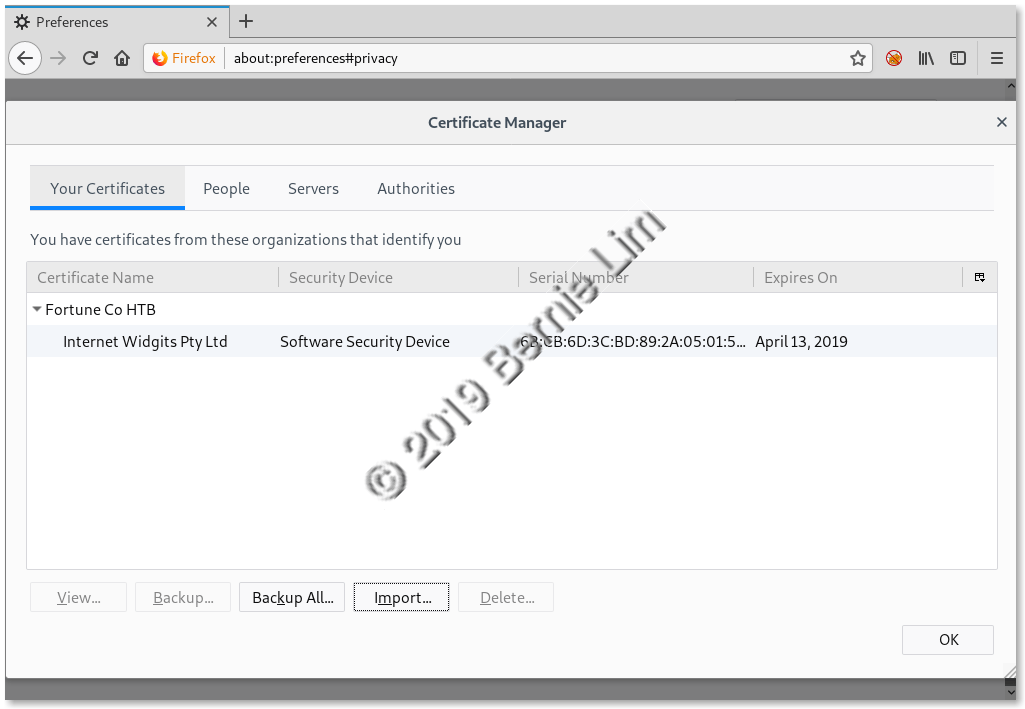 Preferences
Firefox about:preferences#privacy
Certificate Manager
Your Certificates People Servers Authorities
You have certificates from these organizations that identify you
Certificate Name Security Device Serial Number Expires On
Fortune Co HTB
Internet Widgits Pty Ltd Software Security Device 6B:CB:6D:3C:BD:89:2A:05:01:5... April 13, 2019
© 2019 Bernie Lim
View... Backup... Backup All... Import... Delete...
OK